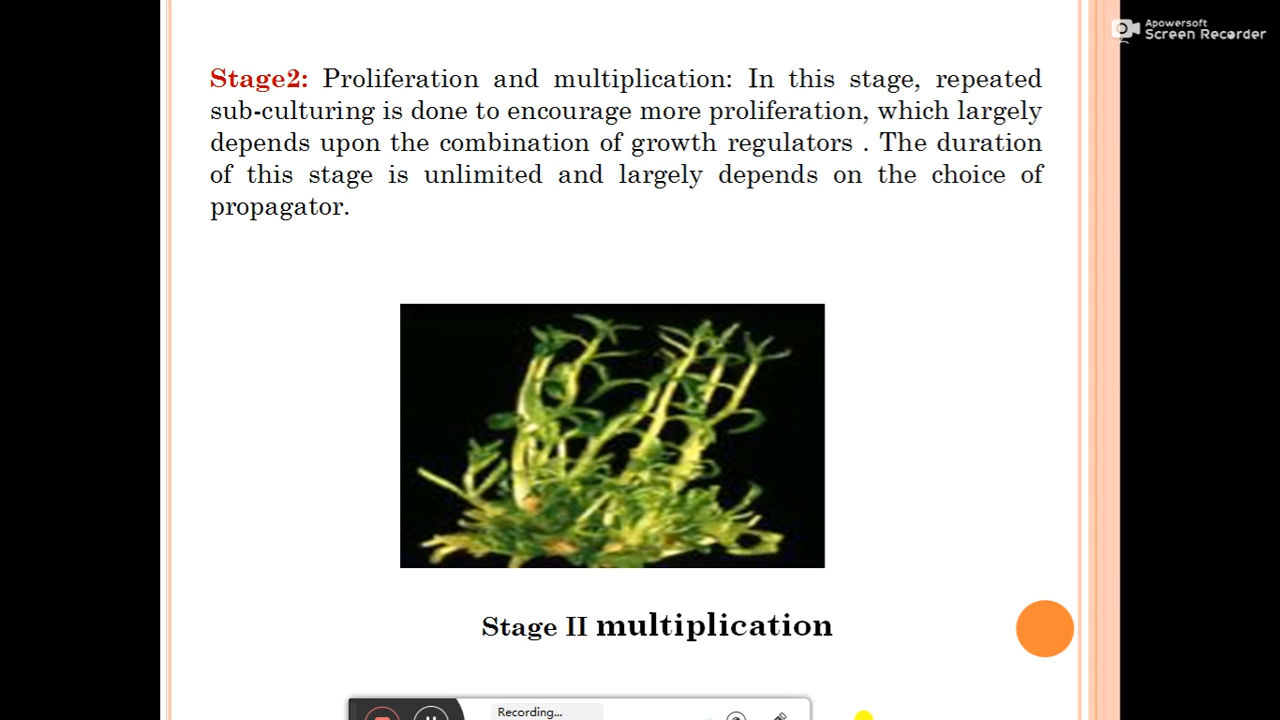 Apowersoft
Screen Recorder
Stage2: Proliferation and multiplication: In this stage, repeated
sub-culturing is done to encourage more proliferation, which largely
depends upon the combination of growth regulators . The duration
of this stage is unlimited and largely depends on the choice of
propagator.
Stage II multiplication
Recording...